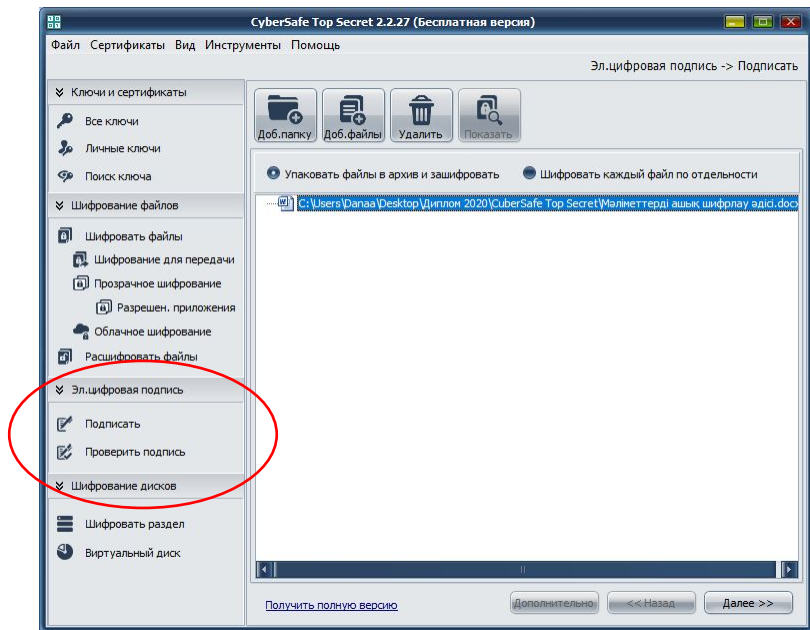 CyberSafe Top Secret 2.2.27 (Бесплатная версия)
Файл Сертификаты Вид Инструменты Помощь
Эл.цифровая подпись -> Подписать
Ключи и сертификаты
Все ключи
Личные ключи
Поиск ключа
Шифрование файлов
Шифровать файлы
Шифрование для передачи
Прозрачное шифрование
Разрешен. приложения
Облачное шифрование
Расшифровать файлы
Эл.цифровая подпись
Подписать
Проверить подпись
Шифрование дисков
Шифровать раздел
Виртуальный диск
Доб.папку Доб.файлы Удалить Показать
Упаковать файлы в архив и зашифровать Шифровать каждый файл по отдельности
C:\Users\Danaa\Desktop\Диплом 2020\CuberSafe Top Secret\Мәліметтерді ашық шифрлау әдісі.docx
Получить полную версию
Дополнительно << Назад Далее >>